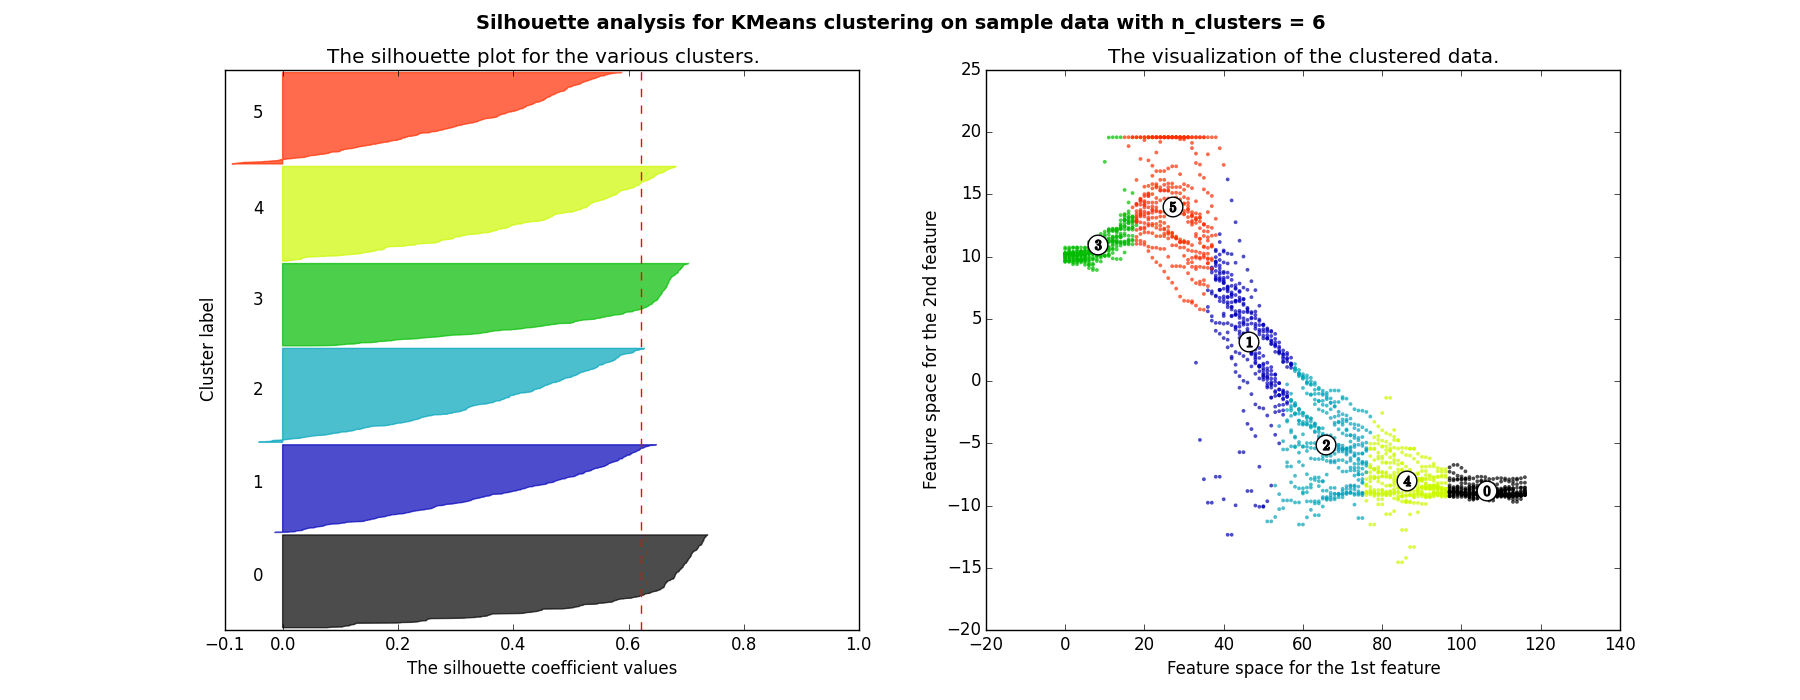 Silhouette analysis for KMeans clustering on sample data with n_clusters = 6
The silhouette plot for the various clusters.
Cluster label
5
4
3
2
1
0
−0.1 0.0 0.2 0.4 0.6 0.8 1.0
The silhouette coefficient values
The visualization of the clustered data.
Feature space for the 2nd feature
25
20
15
10
5
0
−5
−10
−15
−20
5
3
1
2
4
0
−20 0 20 40 60 80 100 120 140
Feature space for the 1st feature